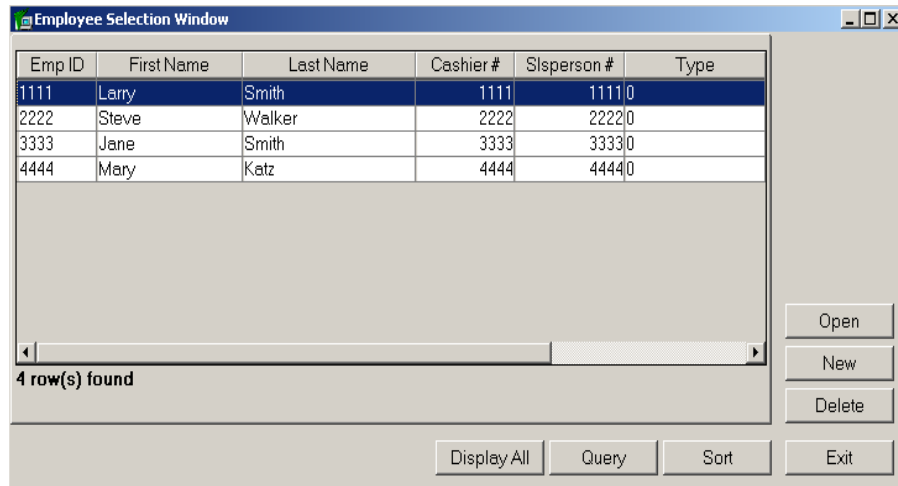 Employee Selection Window
Emp ID First Name Last Name Cashier # Slsperson # Type
1111 Larry Smith 1111 1111 0
2222 Steve Walker 2222 2222 0
3333 Jane Smith 3333 3333 0
4444 Mary Katz 4444 4444 0
4 row(s) found
Open
New
Delete
Display All Query Sort Exit